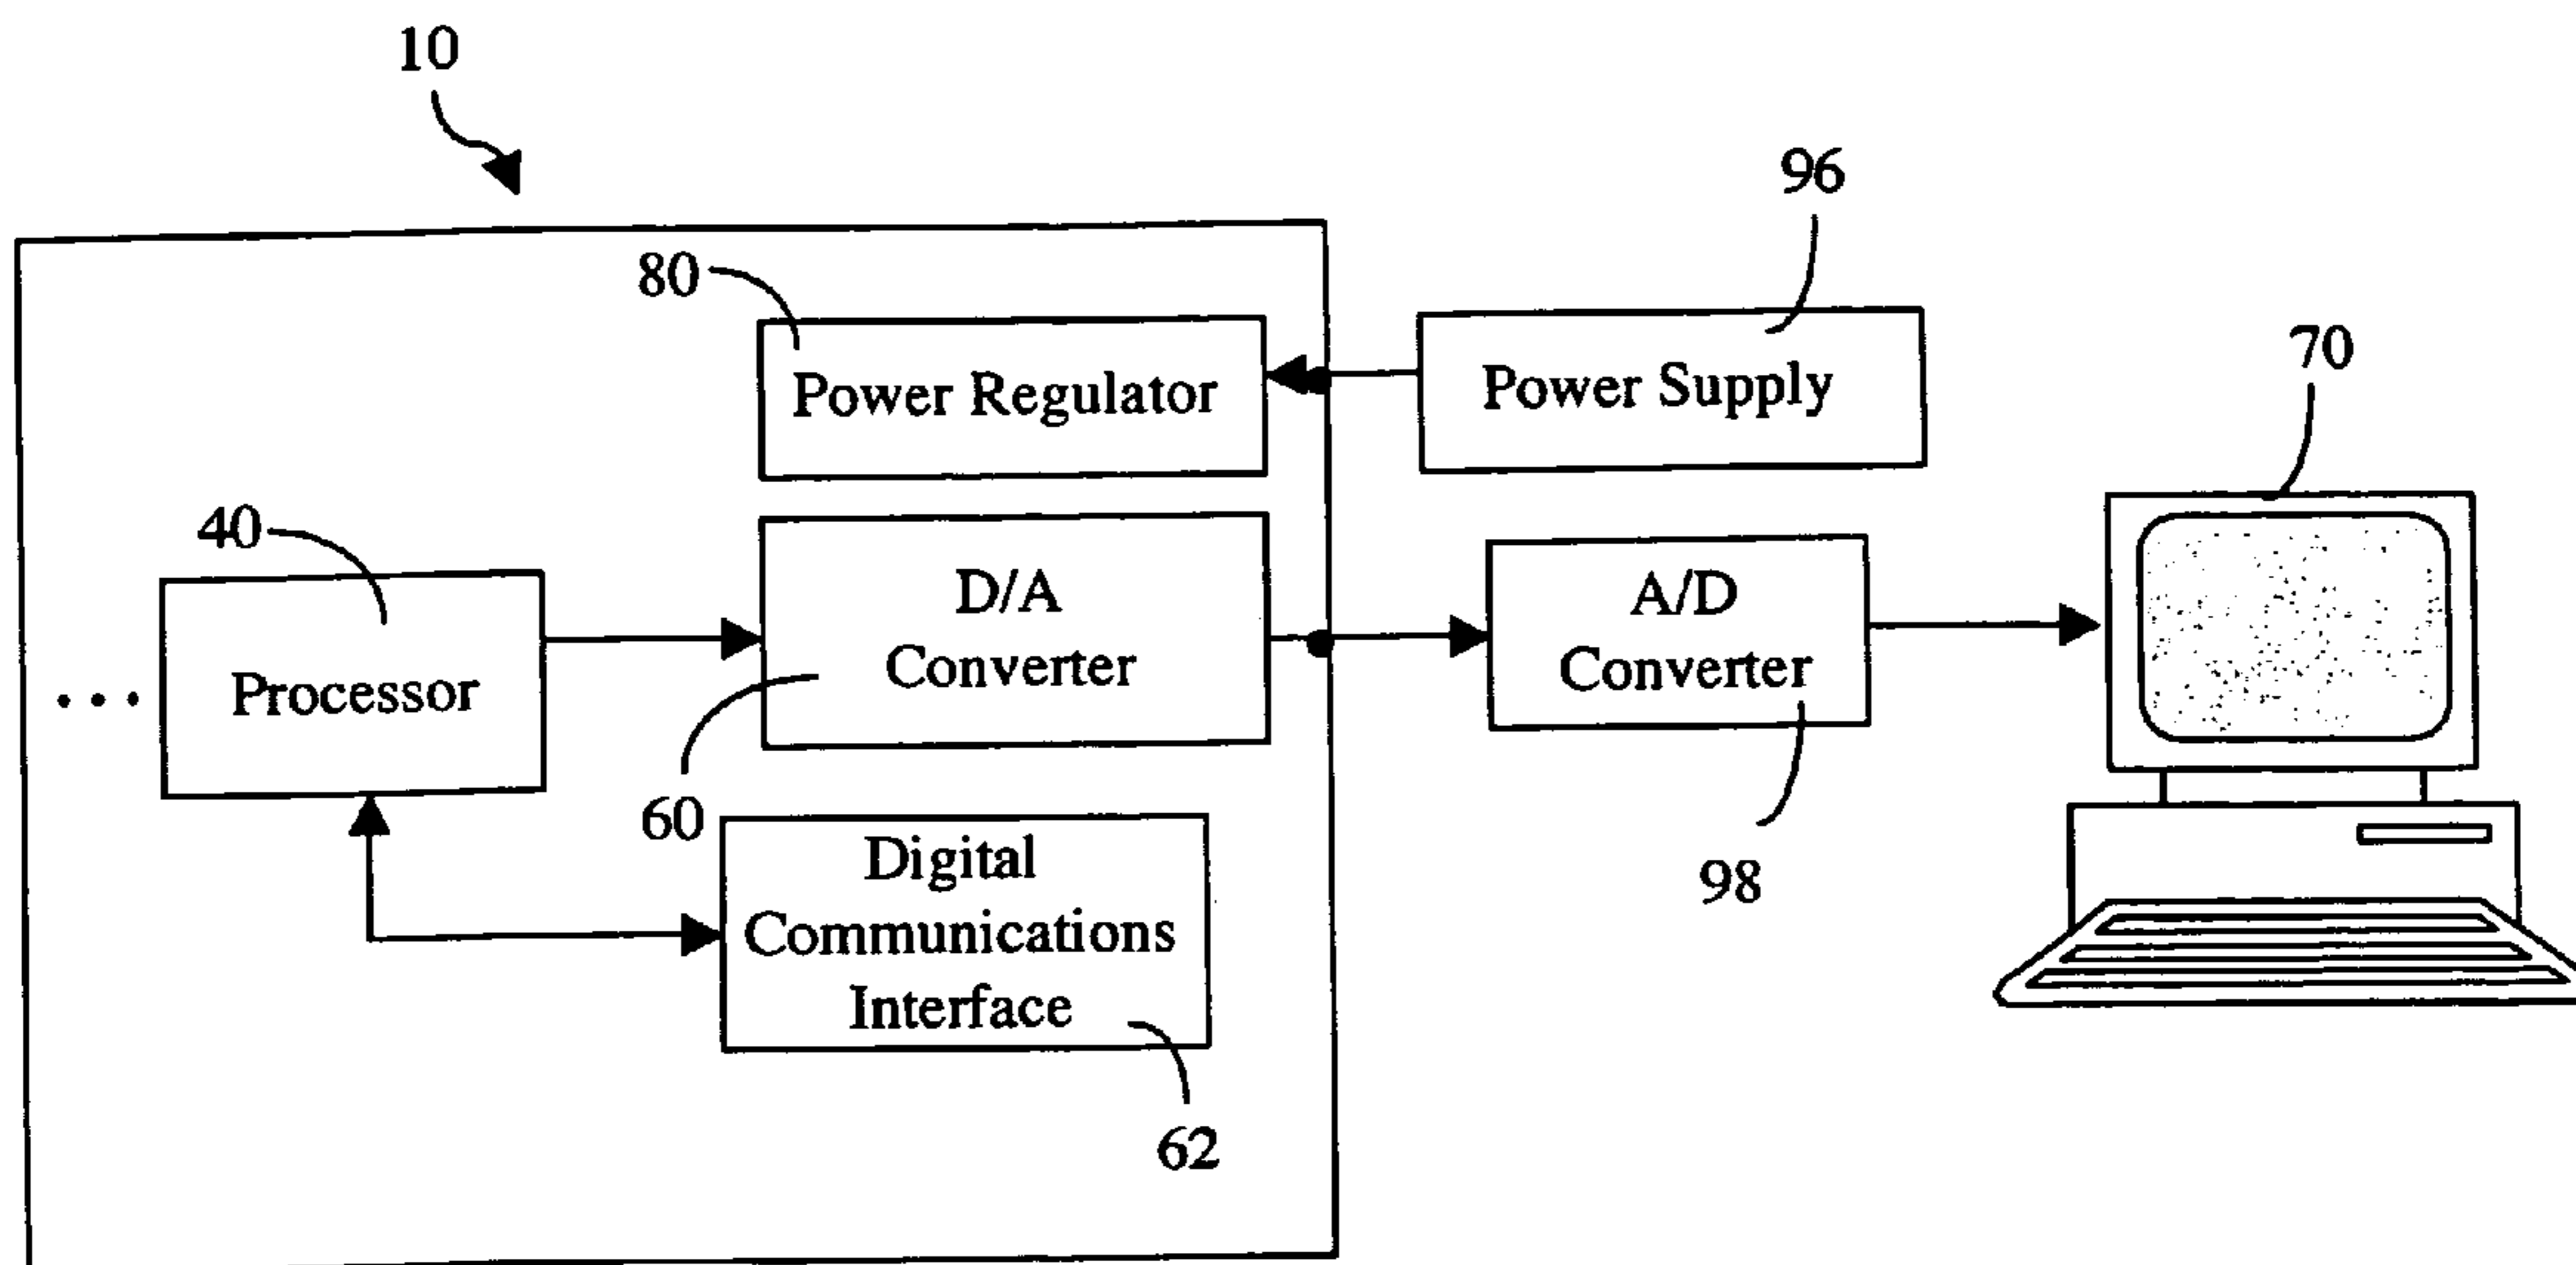 10
96
80
Power Regulator
Power Supply
70
40
Processor
D/A
Converter
A/D
Converter
60
Digital
Communications
Interface
98
62